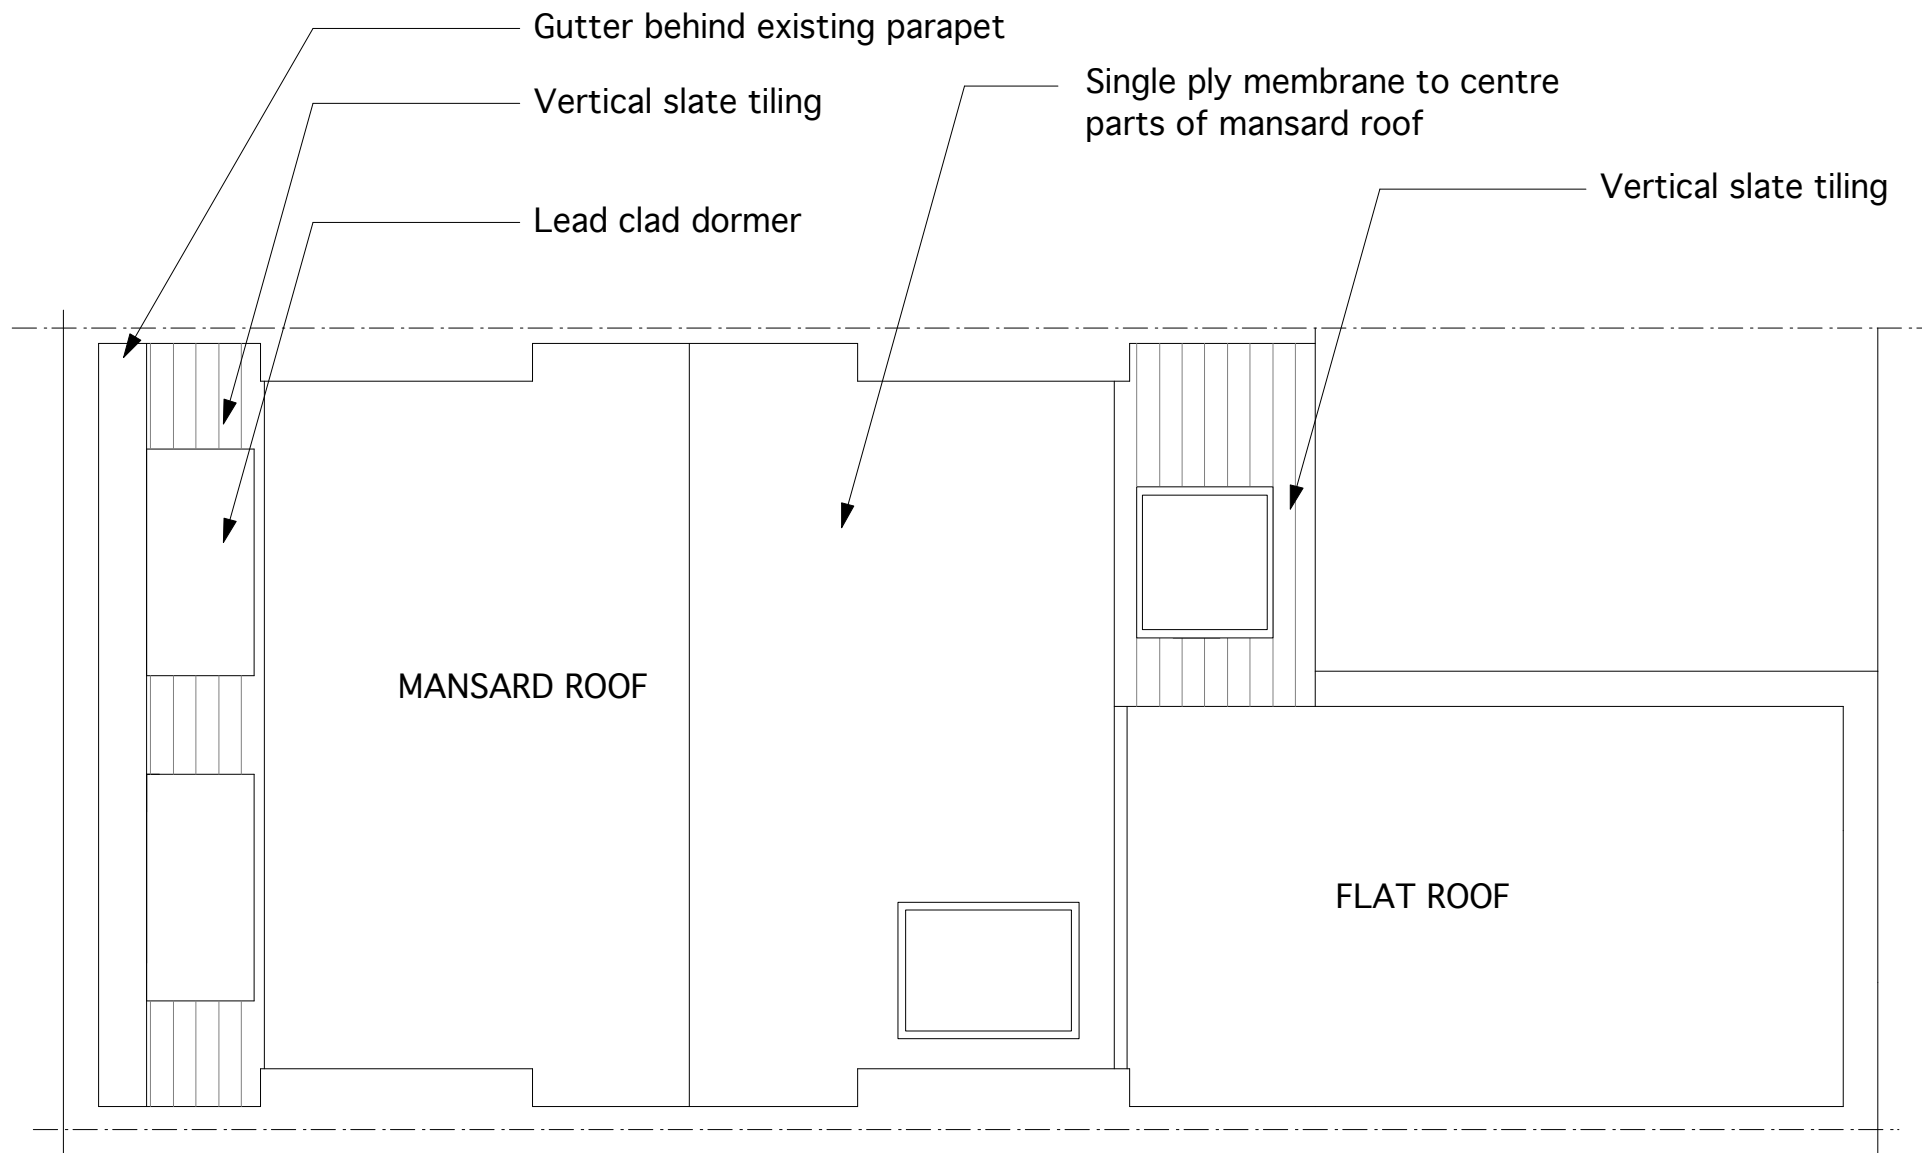 Gutter behind existing parapet
Vertical slate tiling
Lead clad dormer
Single ply membrane to centre
parts of mansard roof
Vertical slate tiling
MANSARD ROOF
FLAT ROOF